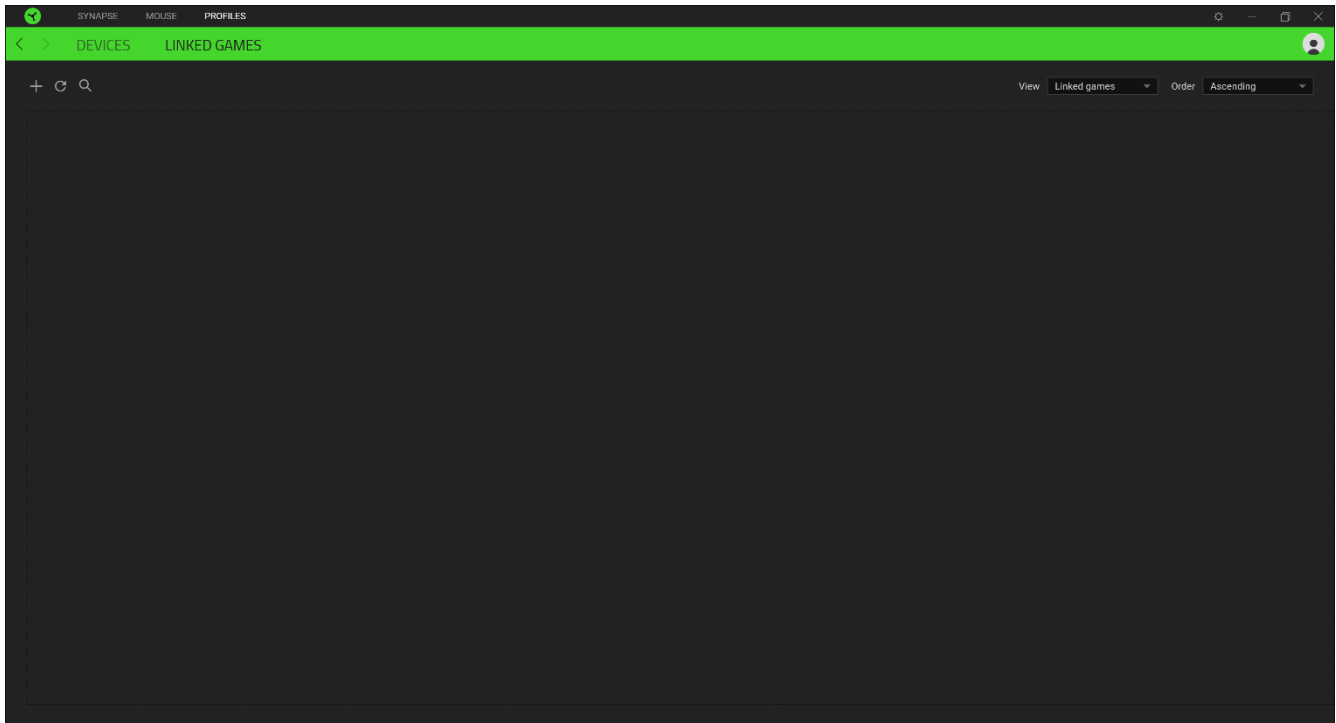 SYNAPSE MOUSE PROFILES
DEVICES LINKED GAMES
View Linked games Order Ascending